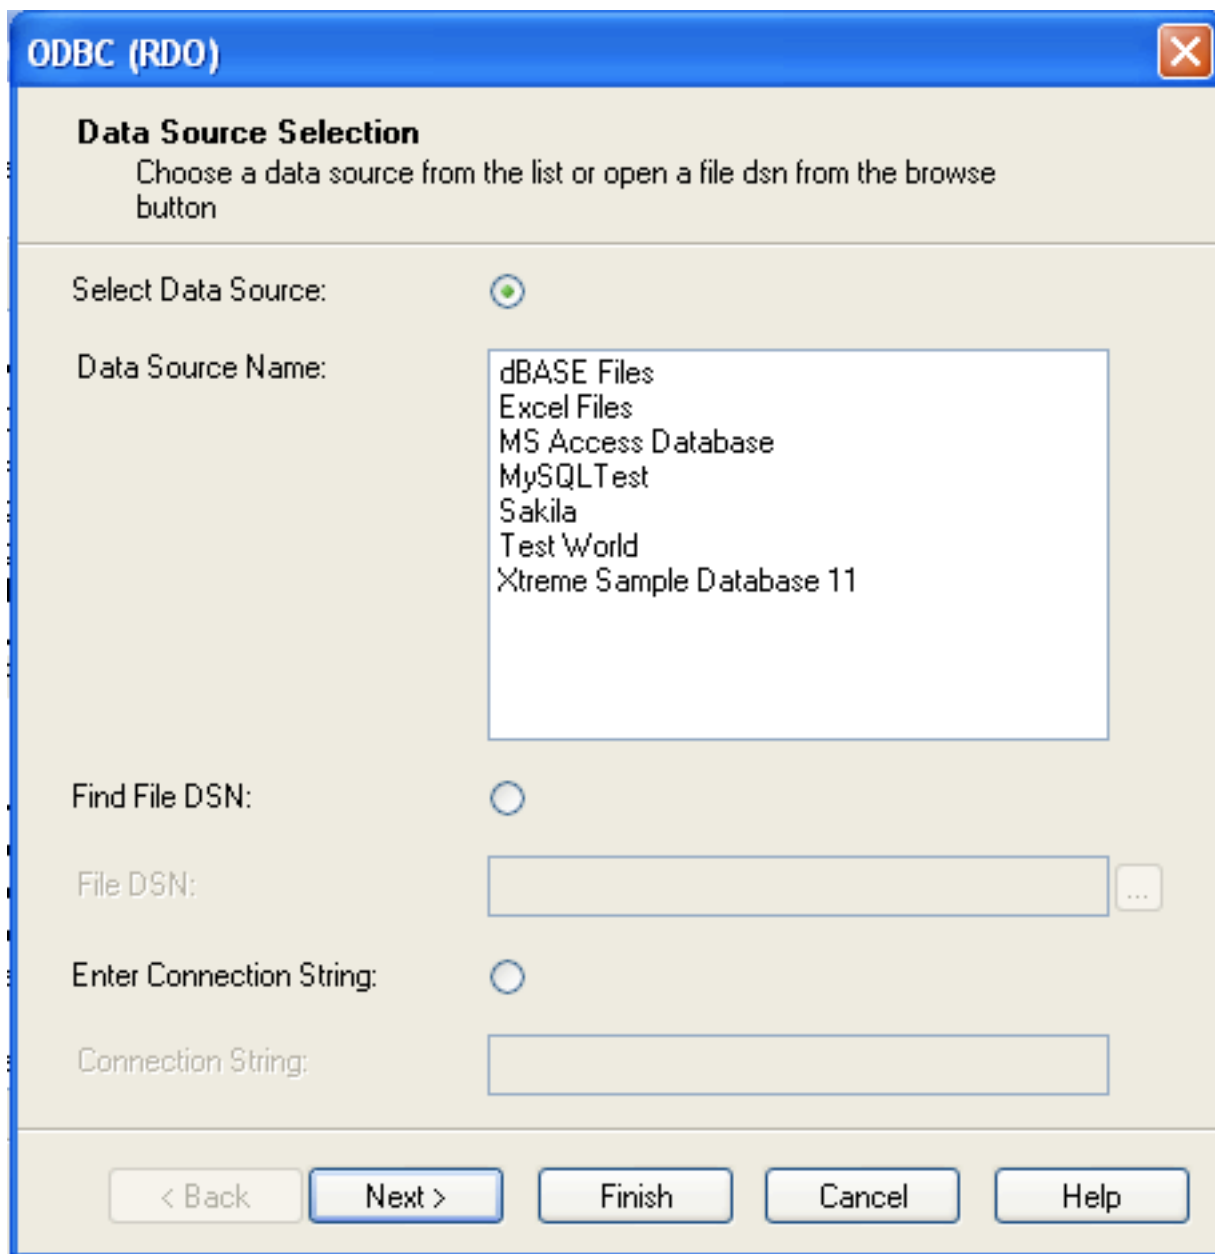 ODBC (RDO)
Data Source Selection
Choose a data source from the list or open a file dsn from the browse
button
Select Data Source:
Data Source Name:
dBASE Files
Excel Files
MS Access Database
MySQLTest
Sakila
Test World
Xtreme Sample Database 11
Find File DSN:
File DSN:
...
Enter Connection String:
Connection String:
< Back
Next >
Finish
Cancel
Help